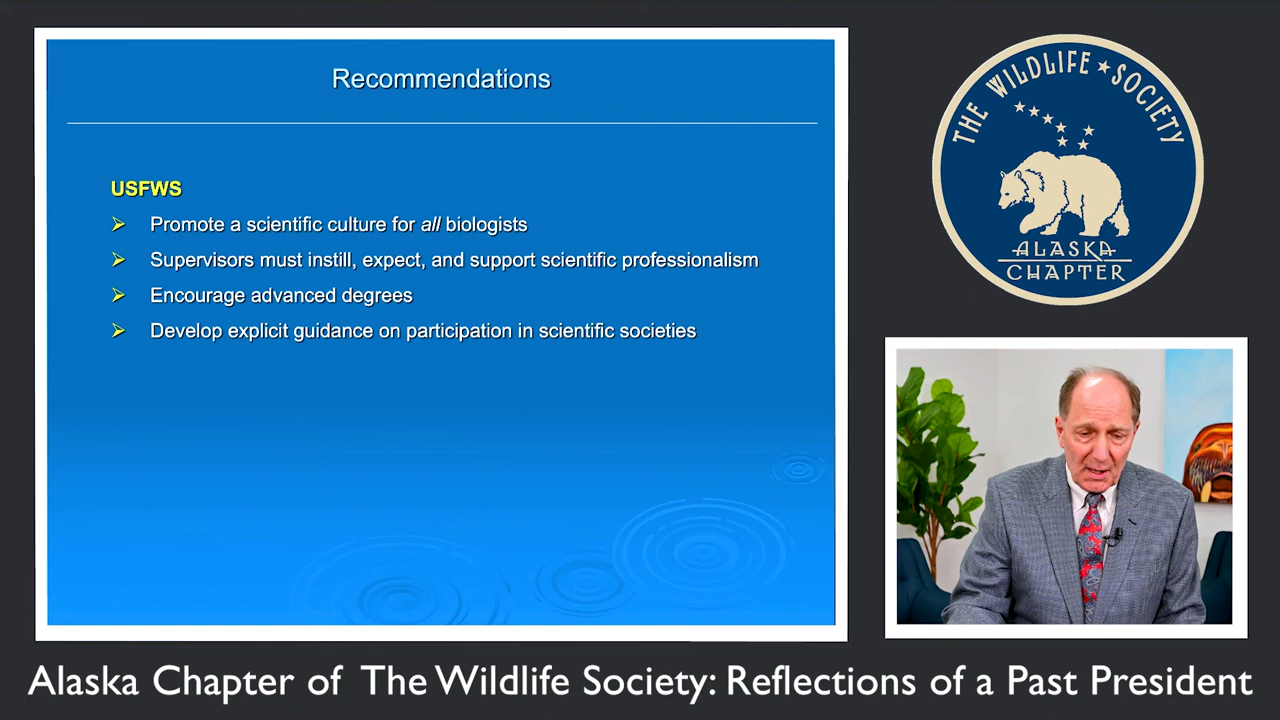 Recommendations
USFWS
Promote a scientific culture for all biologists
Supervisors must instill, expect, and support scientific professionalism
Encourage advanced degrees
Develop explicit guidance on participation in scientific societies
THE WILDLIFE SOCIETY
ALASKA
CHAPTER
Alaska Chapter of The Wildlife Society: Reflections of a Past President